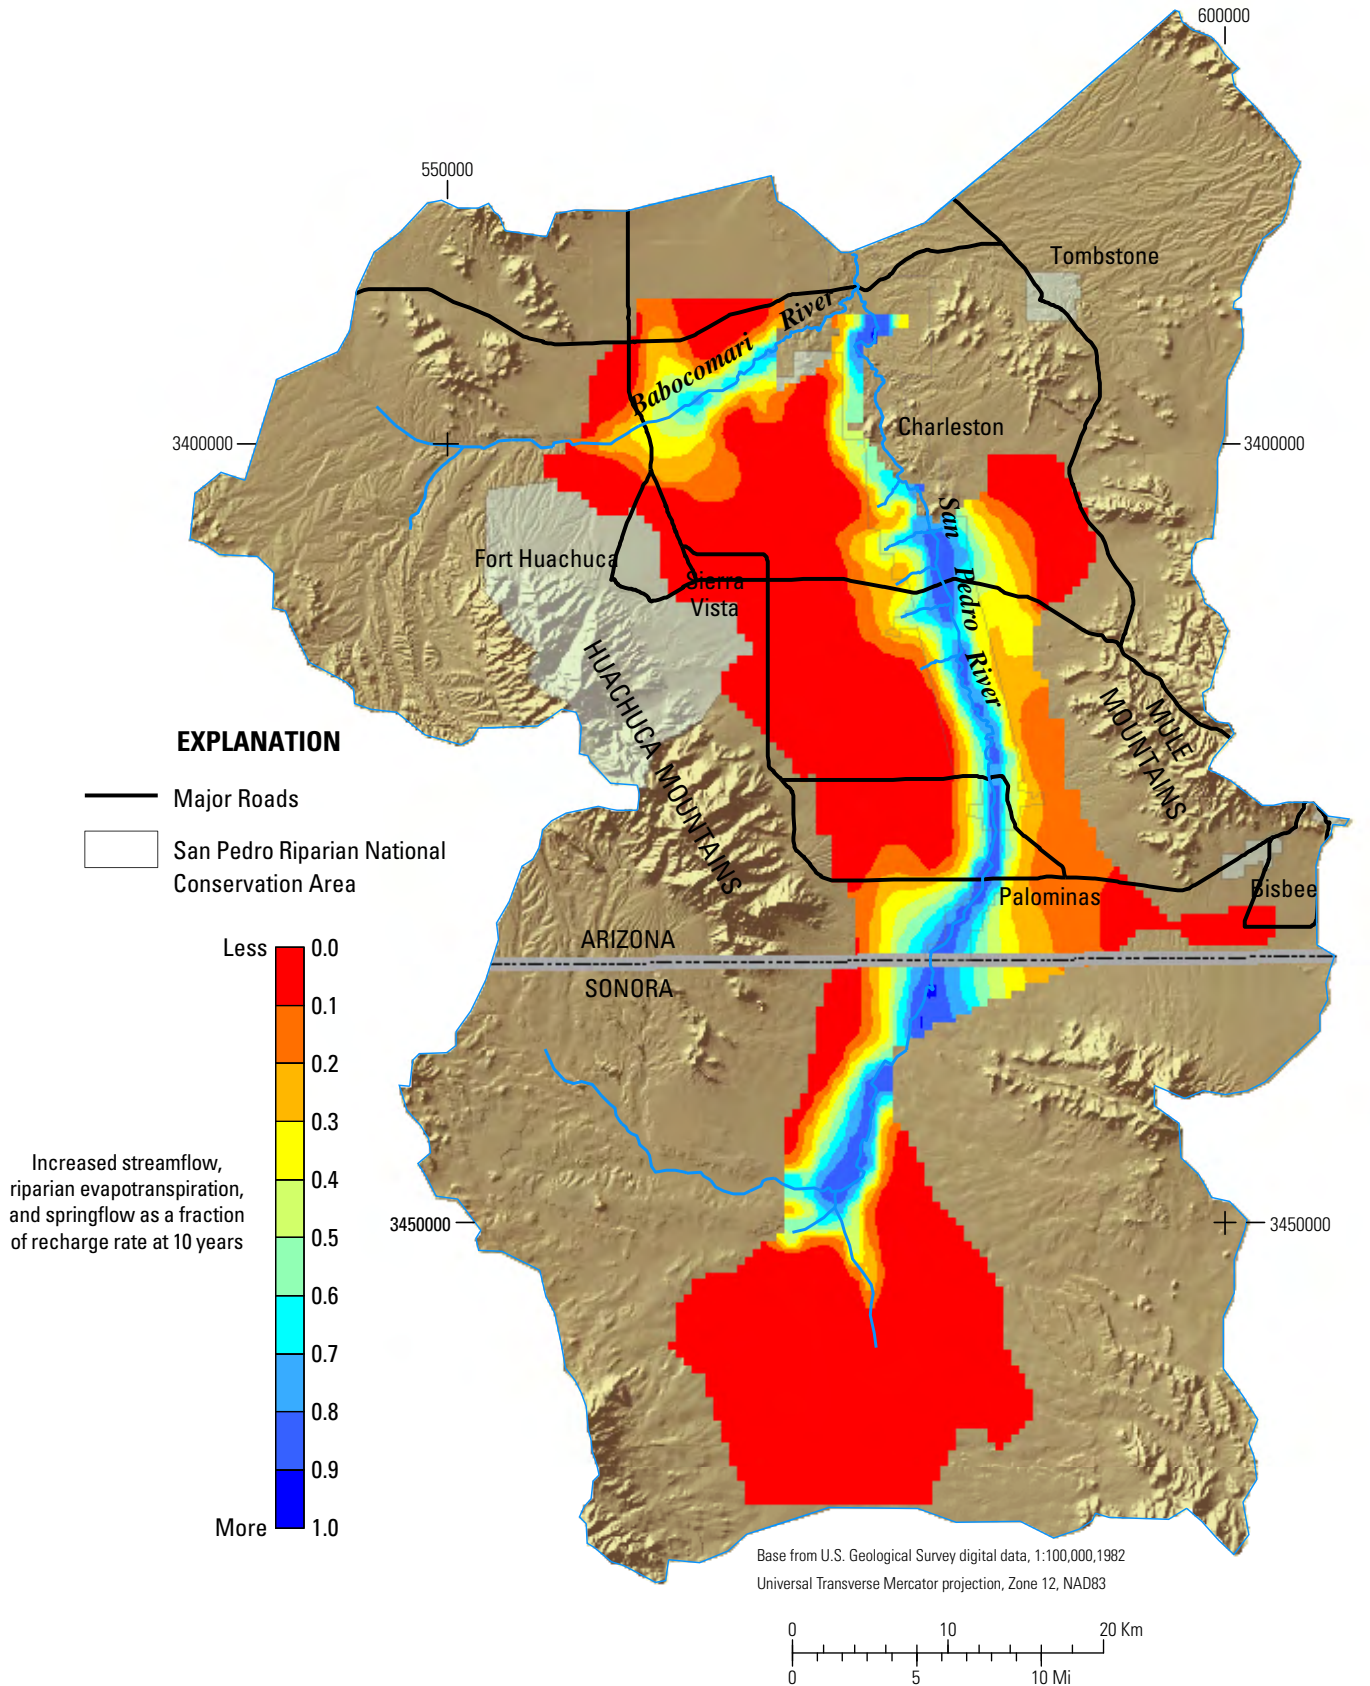 600000
550000
Tombstone
Babocomari River
Charleston
3400000
3400000
San Pedro River
Fort Huachuca
Sierra
Vista
HUACHUCA MOUNTAINS
MULE
MOUNTAINS
EXPLANATION
Major Roads
San Pedro Riparian National
Conservation Area
Bisbee
Palominas
ARIZONA
SONORA
Less
0.0
0.1
0.2
0.3
0.4
0.5
0.6
0.7
0.8
0.9
More
1.0
Increased streamflow,
riparian evapotranspiration,
and springflow as a fraction
of recharge rate at 10 years
3450000
3450000
Base from U.S. Geological Survey digital data, 1:100,000,1982
Universal Transverse Mercator projection, Zone 12, NAD83
0 10 20 Km
0 5 10 Mi